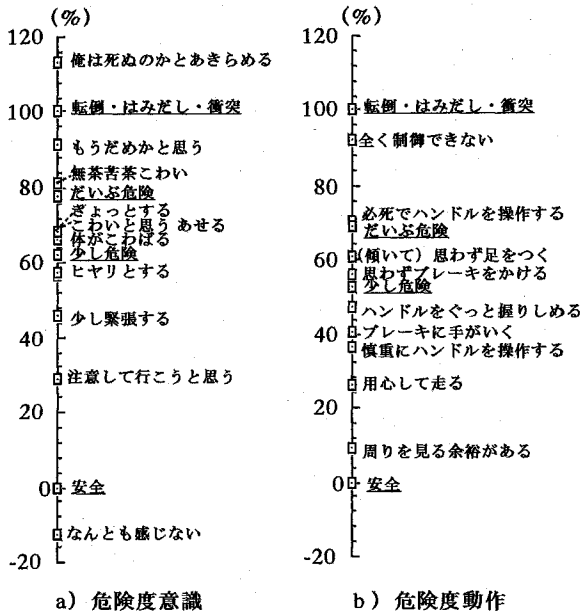 (%)
120
俺は死ぬのかとあきらめる
100
転倒・はみだし・衝突
もうだめかと思う
無茶苦茶こわい
80
だいぶ危険
ぎょっとする
こわいと思う あせる
体がこわばる
少し危険
60
ヒヤリとする
少し緊張する
40
注意して行こうと思う
20
0
安全
なんとも感じない
-20
a) 危険度意識
(%)
120
100
転倒・はみだし・衝突
全く制御できない
80
必死でハンドルを操作する
だいぶ危険
(傾いて) 思わず足をつく
60
思わずブレーキをかける
少し危険
ハンドルをぐっと握りしめる
40
ブレーキに手がいく
慎重にハンドルを操作する
用心して走る
20
周りを見る余裕がある
0
安全
-20
b) 危険度動作